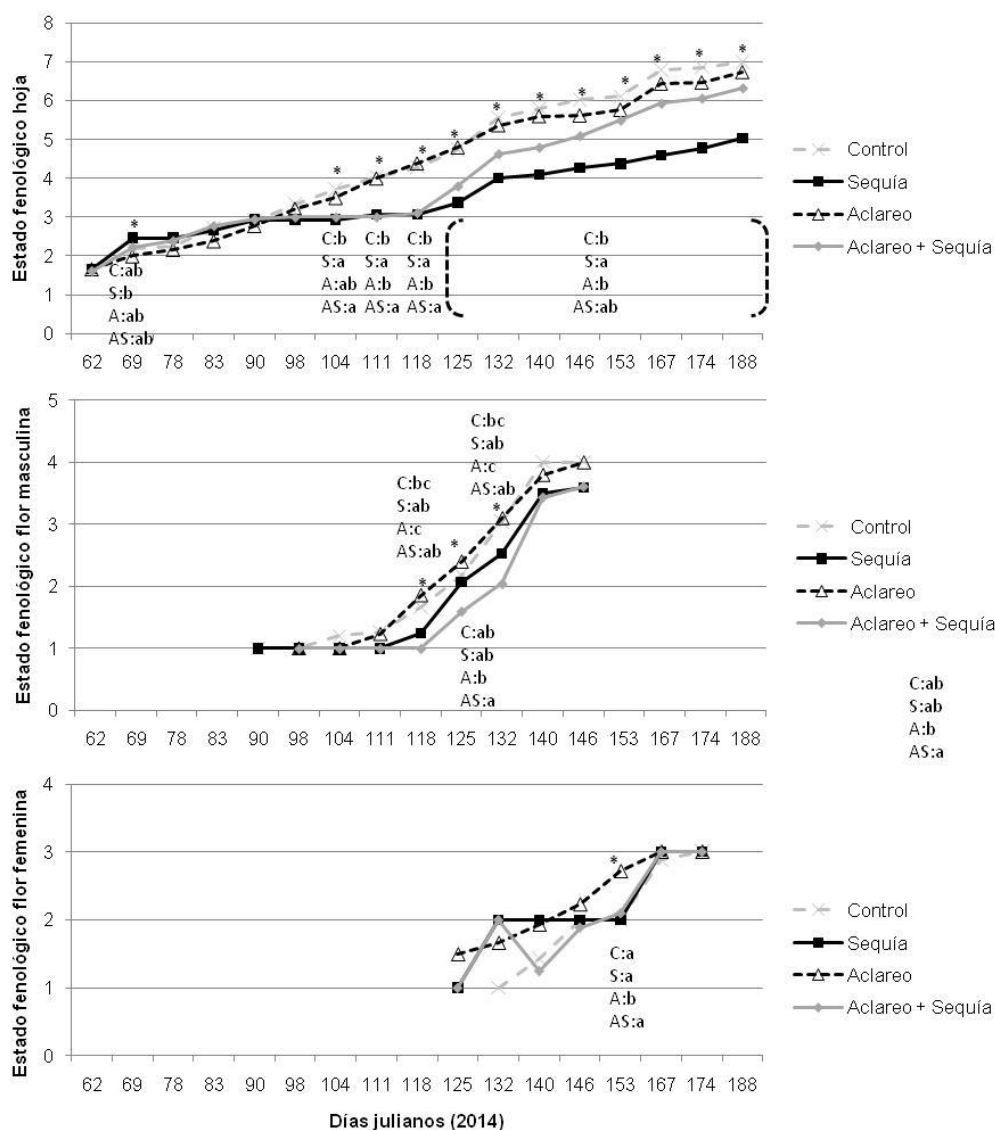 Estado fenológico hoja
8
7
6
5
4
3
2
1
0
* * * * * * * * * * * *
C:ab
S:b
A:ab
AS:ab
C:b
S:a
A:ab
AS:a
C:b
S:a
A:b
AS:a
C:b
S:a
A:b
AS:a
C:b
S:a
A:b
AS:ab
62 69 78 83 90 98 104 111 118 125 132 140 146 153 167 174 188
Control
Sequía
Aclareo
Aclareo + Sequía
Estado fenológico flor masculina
5
4
3
2
1
0
C:bc
S:ab
A:c
AS:ab
C:bc
S:ab
A:c
AS:ab
* * *
C:ab
S:ab
A:b
AS:a
62 69 78 83 90 98 104 111 118 125 132 140 146 153 167 174 188
Control
Sequía
Aclareo
Aclareo + Sequía
C:ab
S:ab
A:b
AS:a
Estado fenológico flor femenina
4
3
2
1
0
*
C:a
S:a
A:b
AS:a
62 69 78 83 90 98 104 111 118 125 132 140 146 153 167 174 188
Control
Sequía
Aclareo
Aclareo + Sequía
Días julianos (2014)